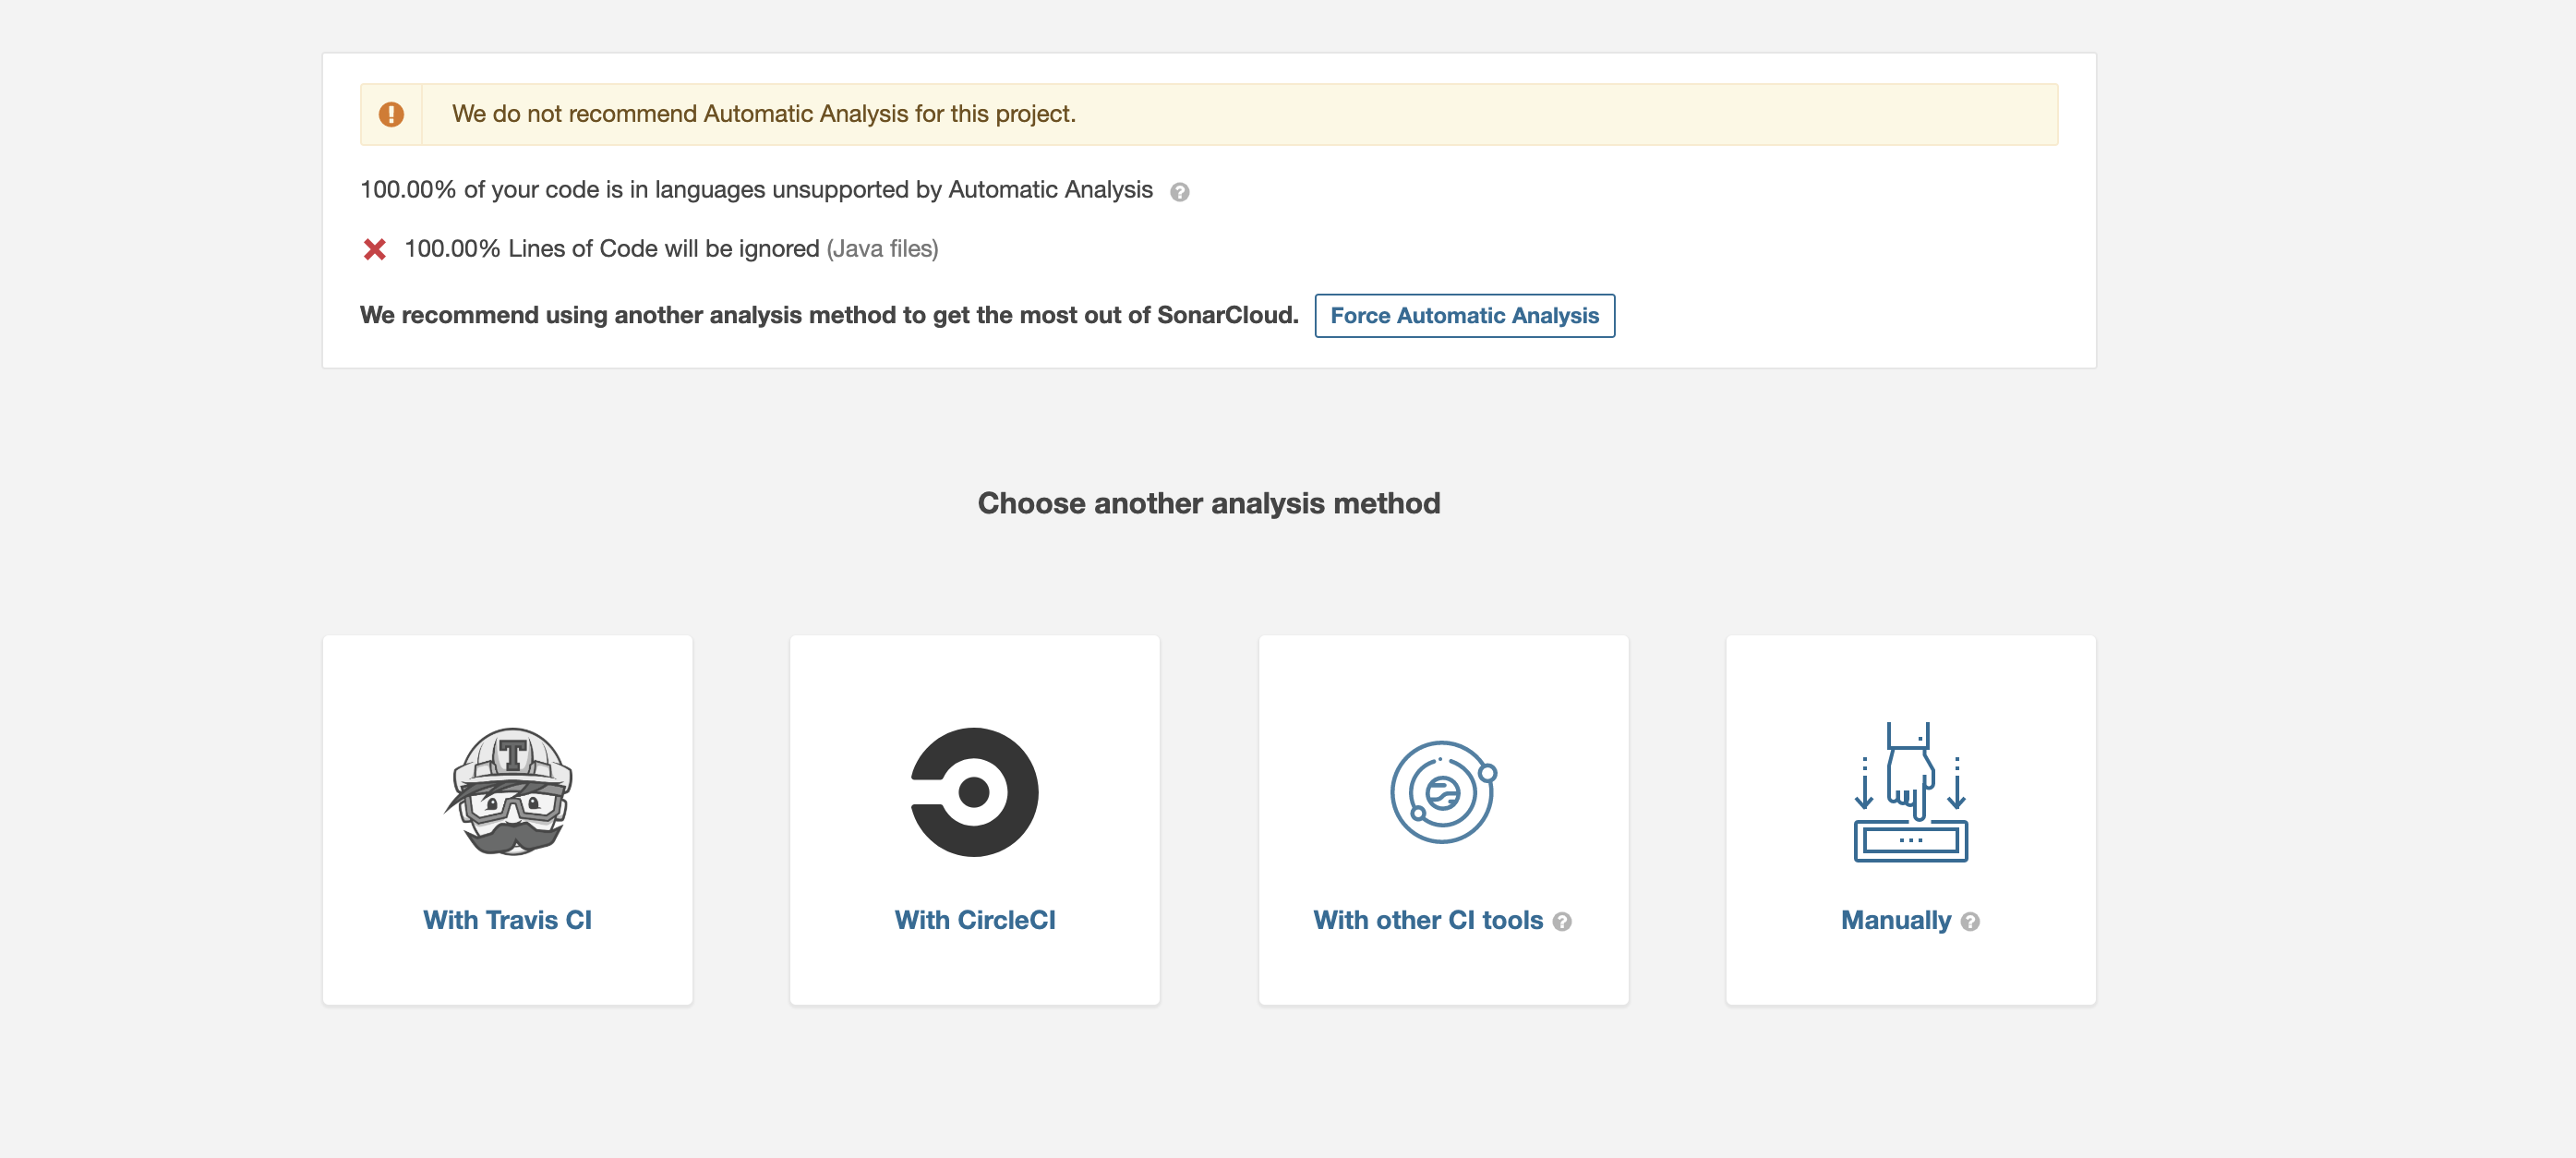 We do not recommend Automatic Analysis for this project.
100.00% of your code is in languages unsupported by Automatic Analysis ?
100.00% Lines of Code will be ignored (Java files)
We recommend using another analysis method to get the most out of SonarCloud. Force Automatic Analysis
Choose another analysis method
T
With Travis CI
With CircleCI
With other CI tools ?
Manually ?